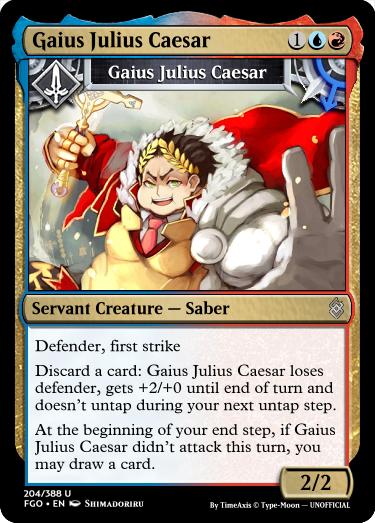 Gaius Julius Caesar 1
Gaius Julius Caesar
Servant Creature — Saber
Defender, first strike
Discard a card: Gaius Julius Caesar loses
defender, gets +2/+0 until end of turn and
doesn't untap during your next untap step.
At the beginning of your end step, if Gaius
Julius Caesar didn't attack this turn, you
may draw a card.
2/2
204/388 U
FGO • EN Shimadoriru
By TimeAxis © Type-Moon — UNOFFICIAL